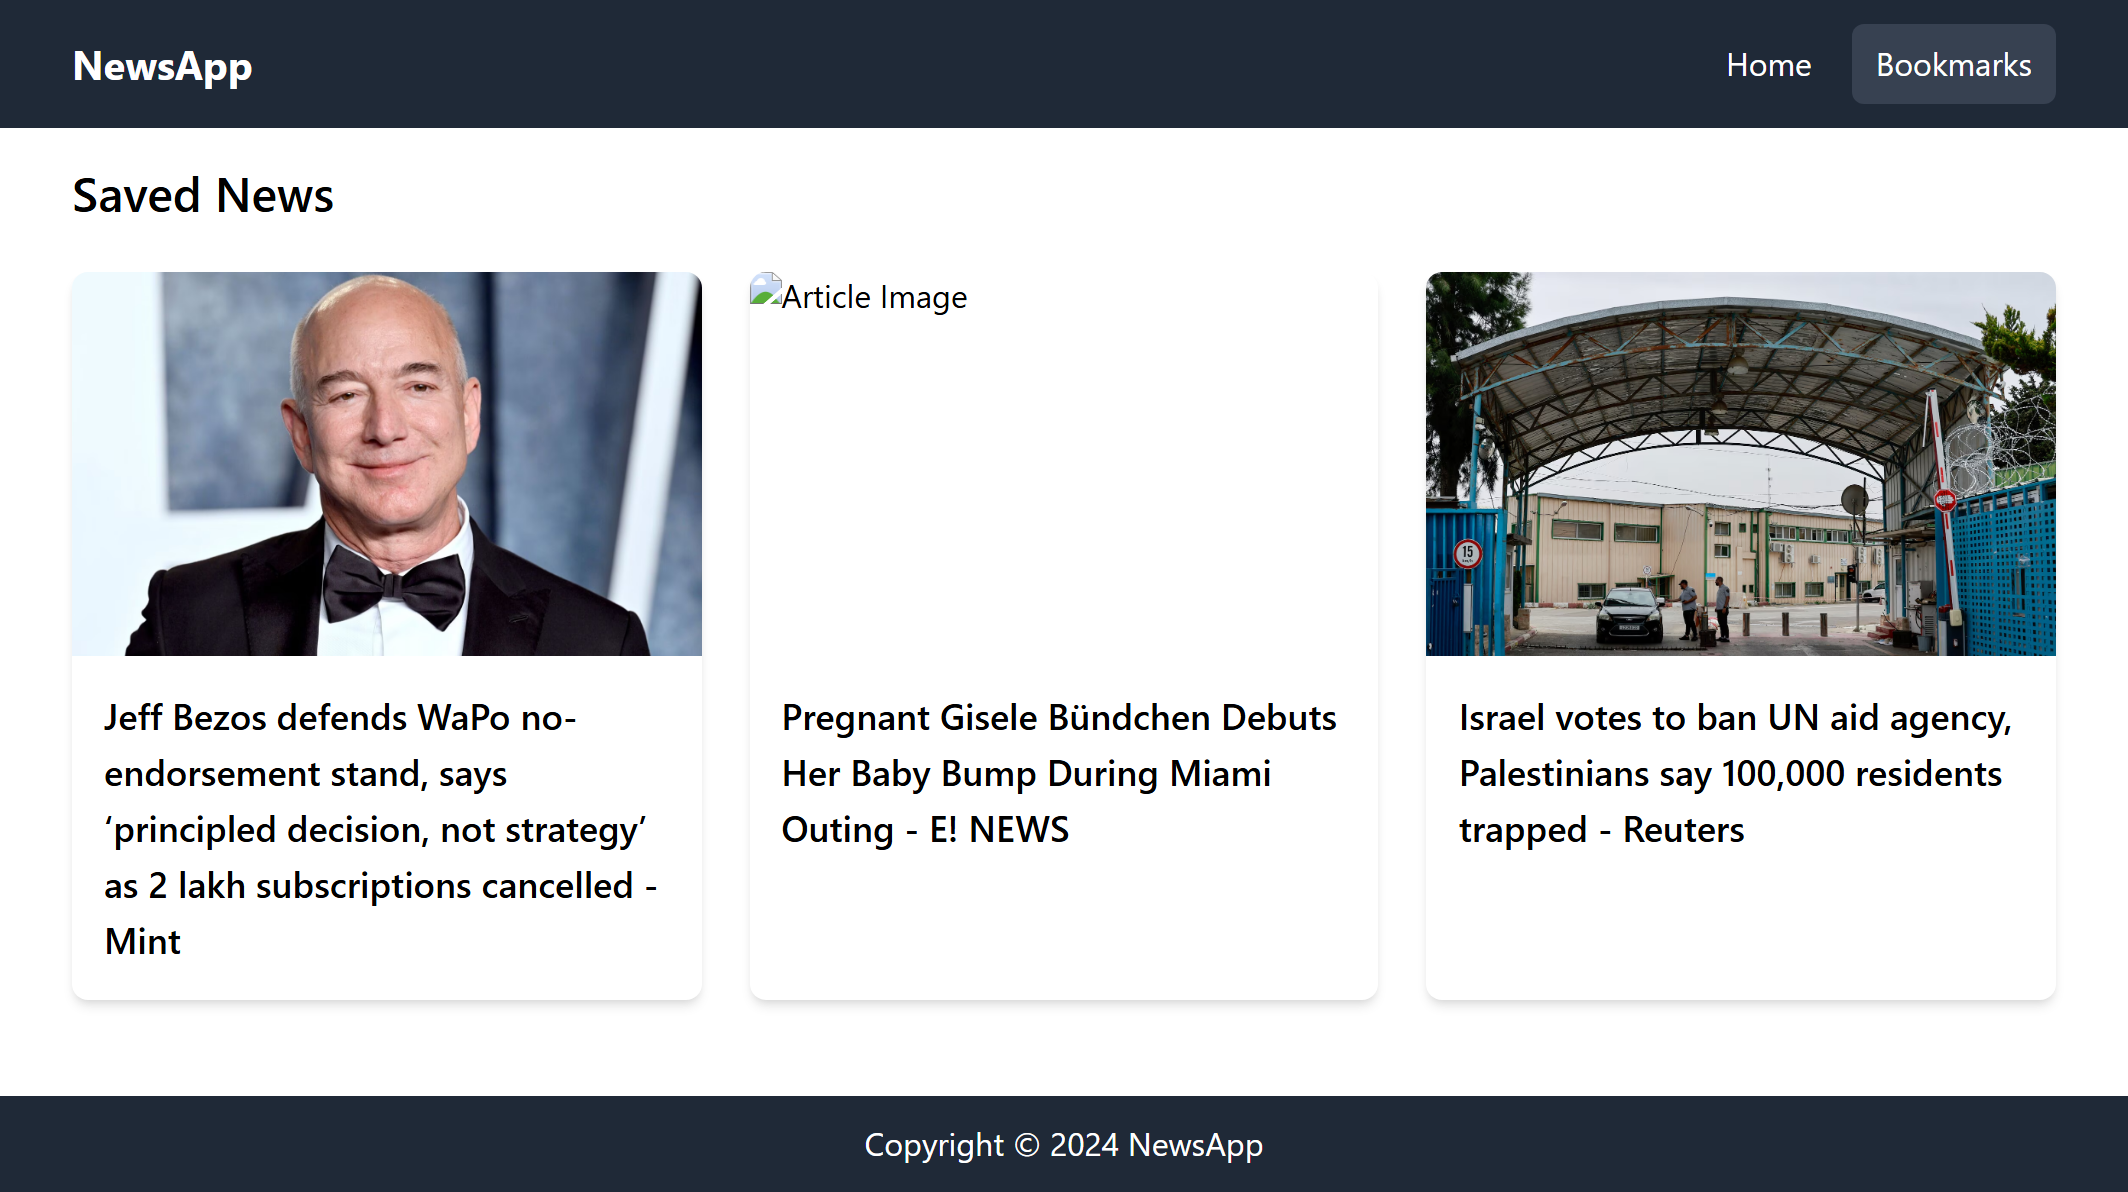 NewsApp
Home
Bookmarks
Saved News
Article Image
15
Jeff Bezos defends WaPo no-
endorsement stand, says
‘principled decision, not strategy’
as 2 lakh subscriptions cancelled -
Mint
Pregnant Gisele Bündchen Debuts
Her Baby Bump During Miami
Outing - E! NEWS
Israel votes to ban UN aid agency,
Palestinians say 100,000 residents
trapped - Reuters
Copyright © 2024 NewsApp